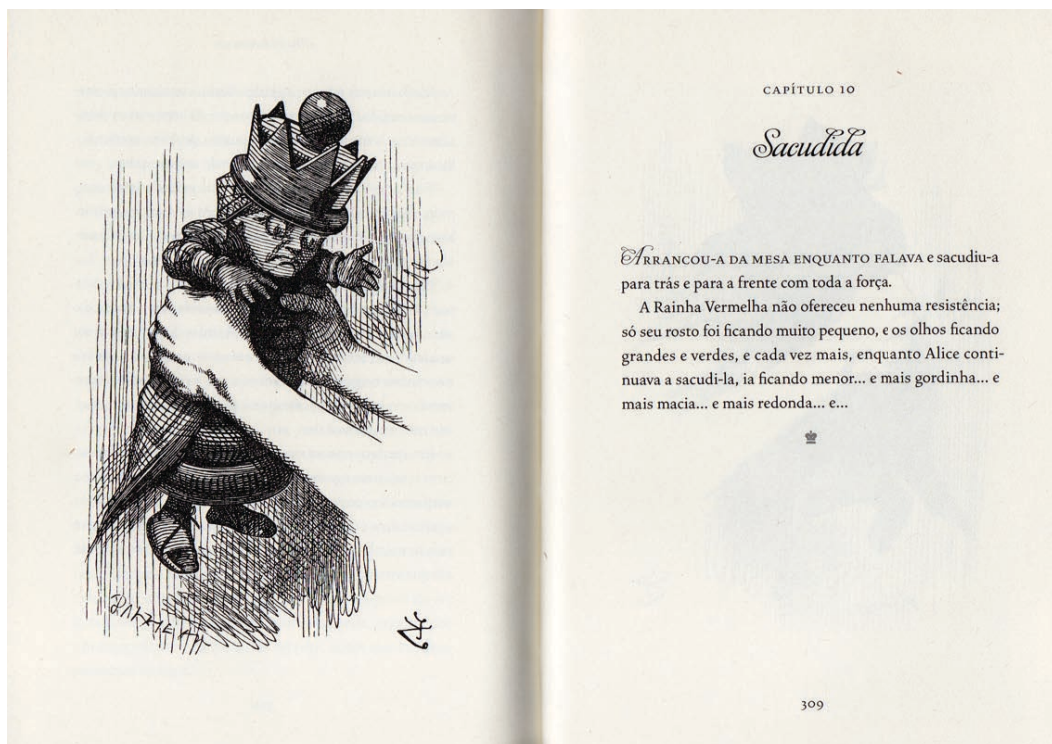 DALZIEL
CAPÍTULO 10
Sacudida
ARRANCOU-A DA MESA ENQUANTO FALAVA e sacudiu-a
para trás e para a frente com toda a força.
A Rainha Vermelha não ofereceu nenhuma resistência;
só seu rosto foi ficando muito pequeno, e os olhos ficando
grandes e verdes, e cada vez mais, enquanto Alice conti-
nuava a sacudi-la, ia ficando menor... e mais gordinha... e
mais macia... e mais redonda... e...
309